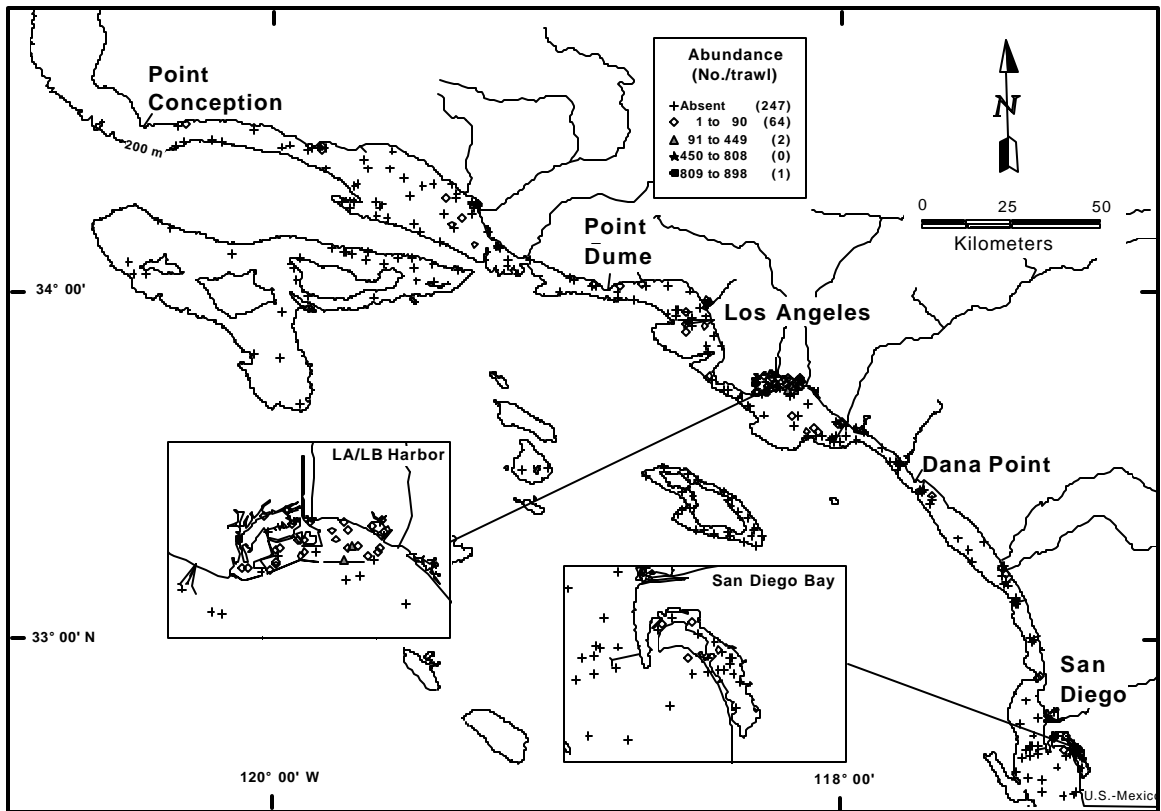 Abundance
(No./trawl)
+ Absent (247)
◇ 1 to 90 (64)
△ 91 to 449 (2)
★ 450 to 808 (0)
■ 809 to 898 (1)
Point
Conception
200 m
N
0 25 50
Kilometers
Point
Dume
34° 00'
Los Angeles
LA/LB Harbor
Dana Point
San Diego Bay
33° 00' N
San
Diego
120° 00' W
118° 00'
U.S.-Mexico